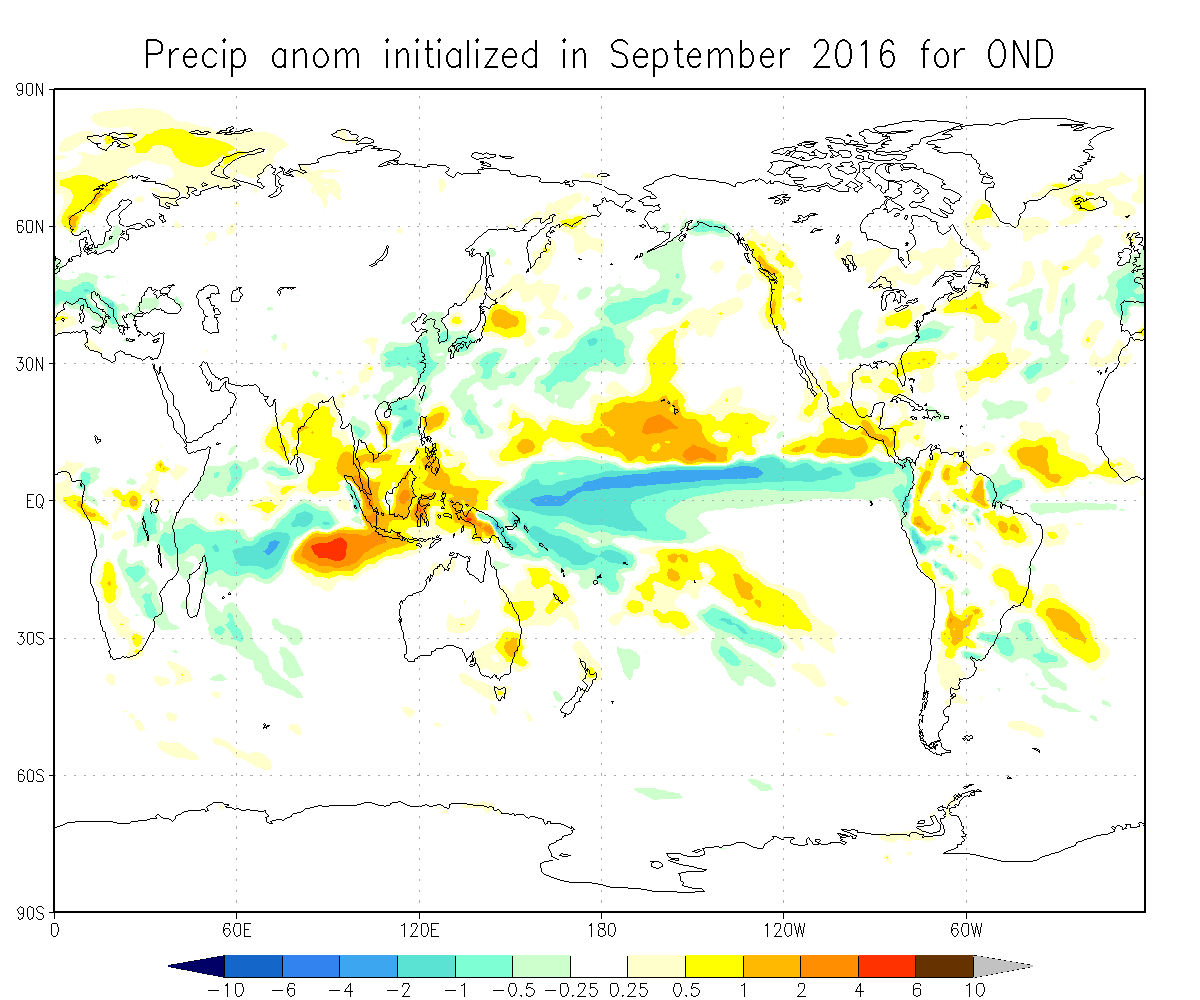 Precip anom initialized in September 2016 for OND
90N
60N
30N
EQ
30S
60S
90S
0 60E 120E 180 120W 60W
-10 -6 -4 -2 -1 -0.5 -0.25 0.25 0.5 1 2 4 6 10